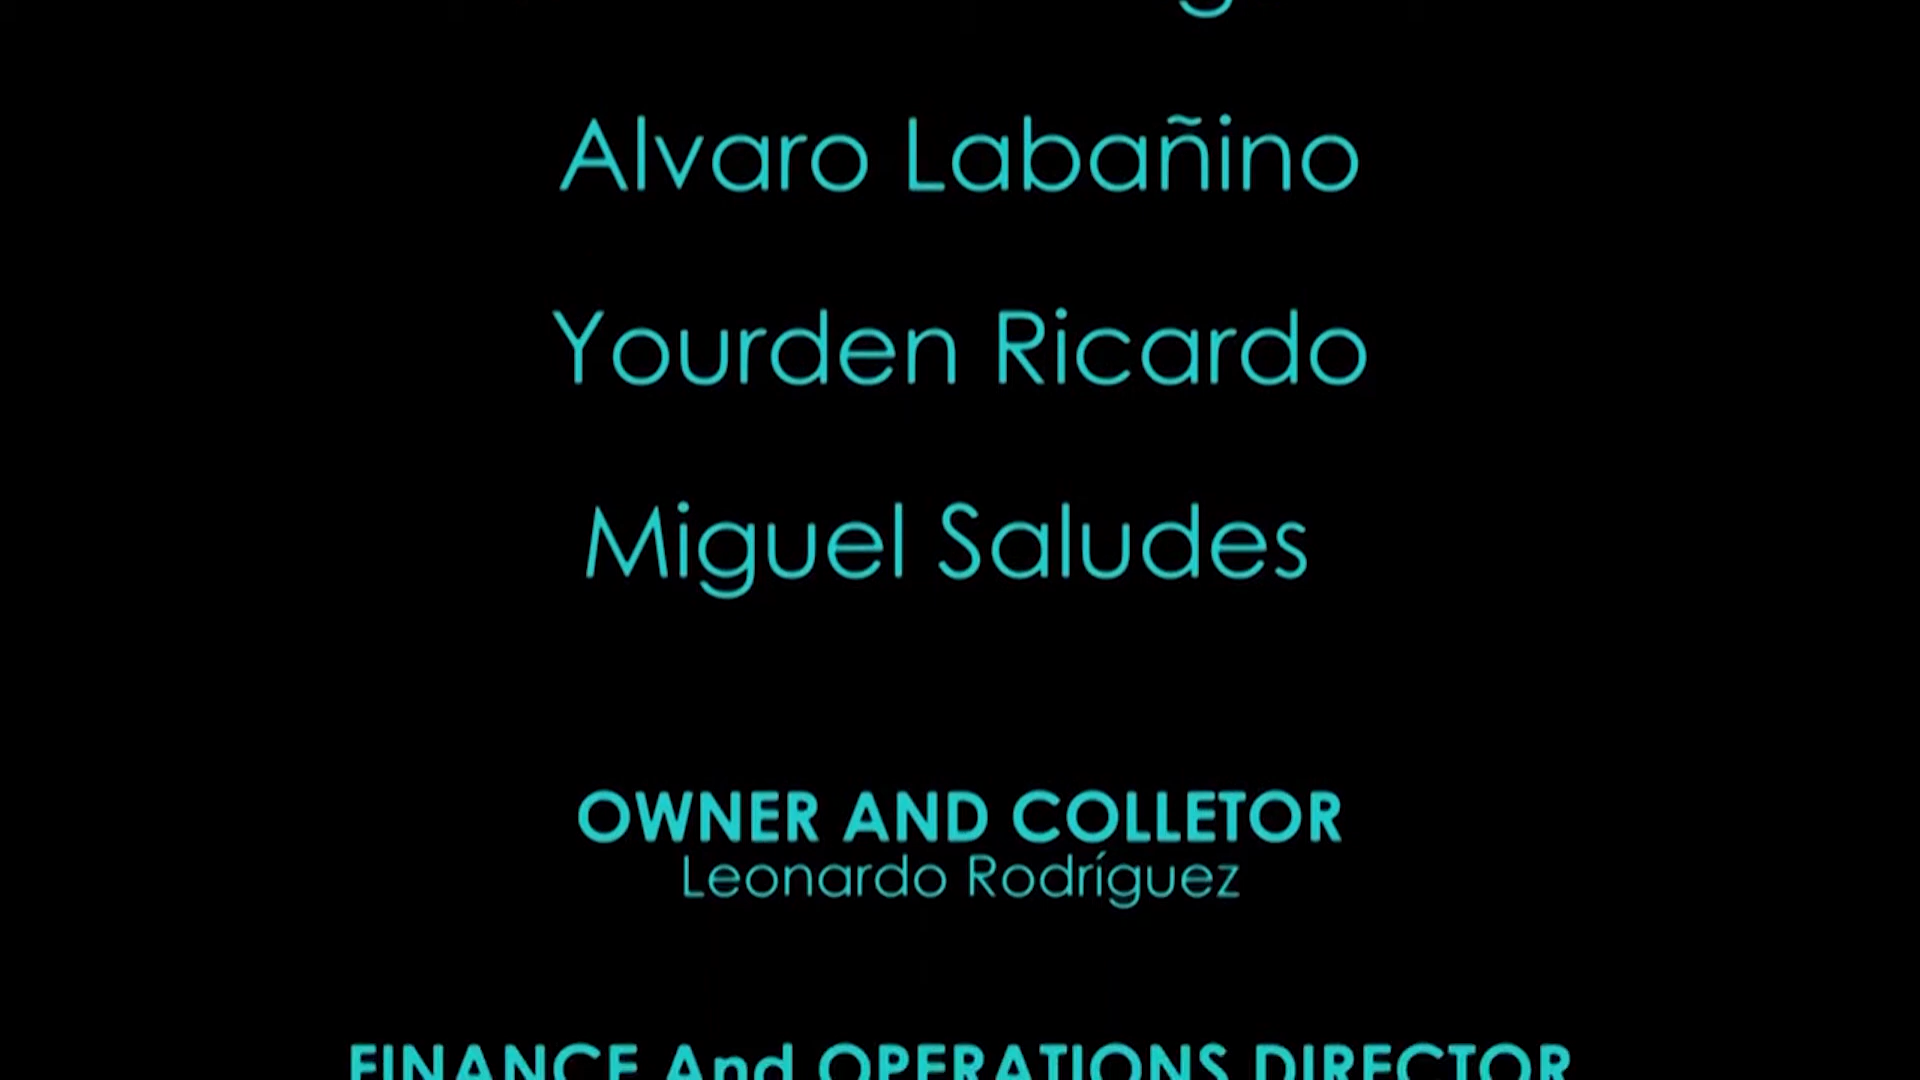 Alvaro Labañino
Yourden Ricardo
Miguel Saludes
OWNER AND COLLETOR
Leonardo Rodríguez
FINANCE And OPERATIONS DIRECTOR